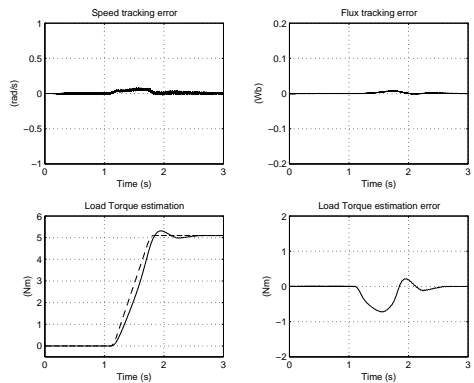 Speed tracking error
1
0.5
0
−0.5
−1
(rad/s)
0 1 2 3
Time (s)
Flux tracking error
0.2
0.1
0
−0.1
−0.2
(Wb)
0 1 2 3
Time (s)
Load Torque estimation
6
5
4
3
2
1
0
(Nm)
0 1 2 3
Time (s)
Load Torque estimation error
2
1
0
−1
−2
(Nm)
0 1 2 3
Time (s)